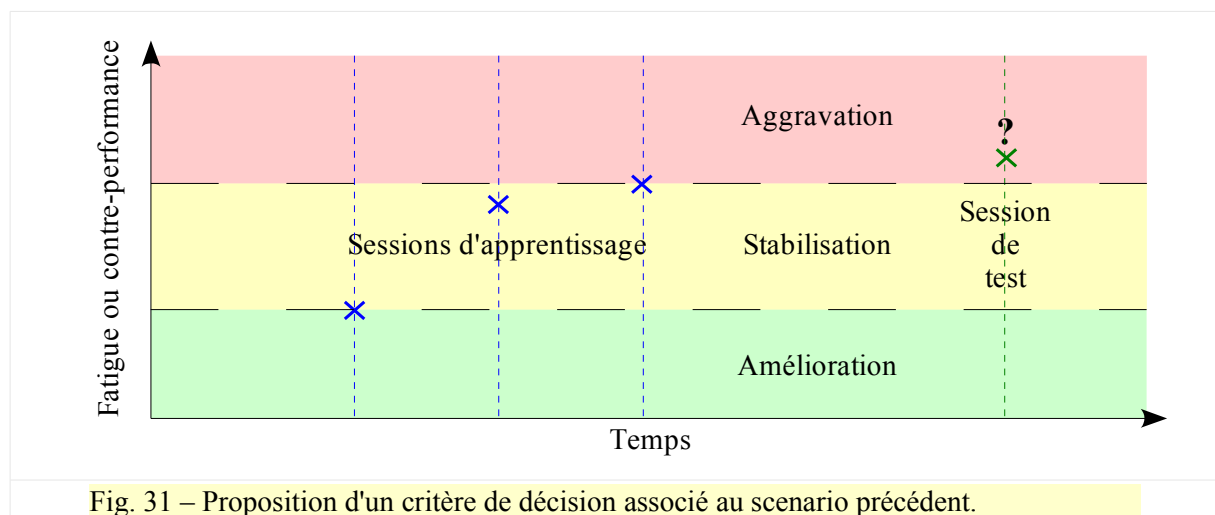 Fatigue ou contre-performance
Aggravation
?
Sessions d'apprentissage
Stabilisation
Session
de
test
Amélioration
Temps
Fig. 31 – Proposition d'un critère de décision associé au scenario précédent.